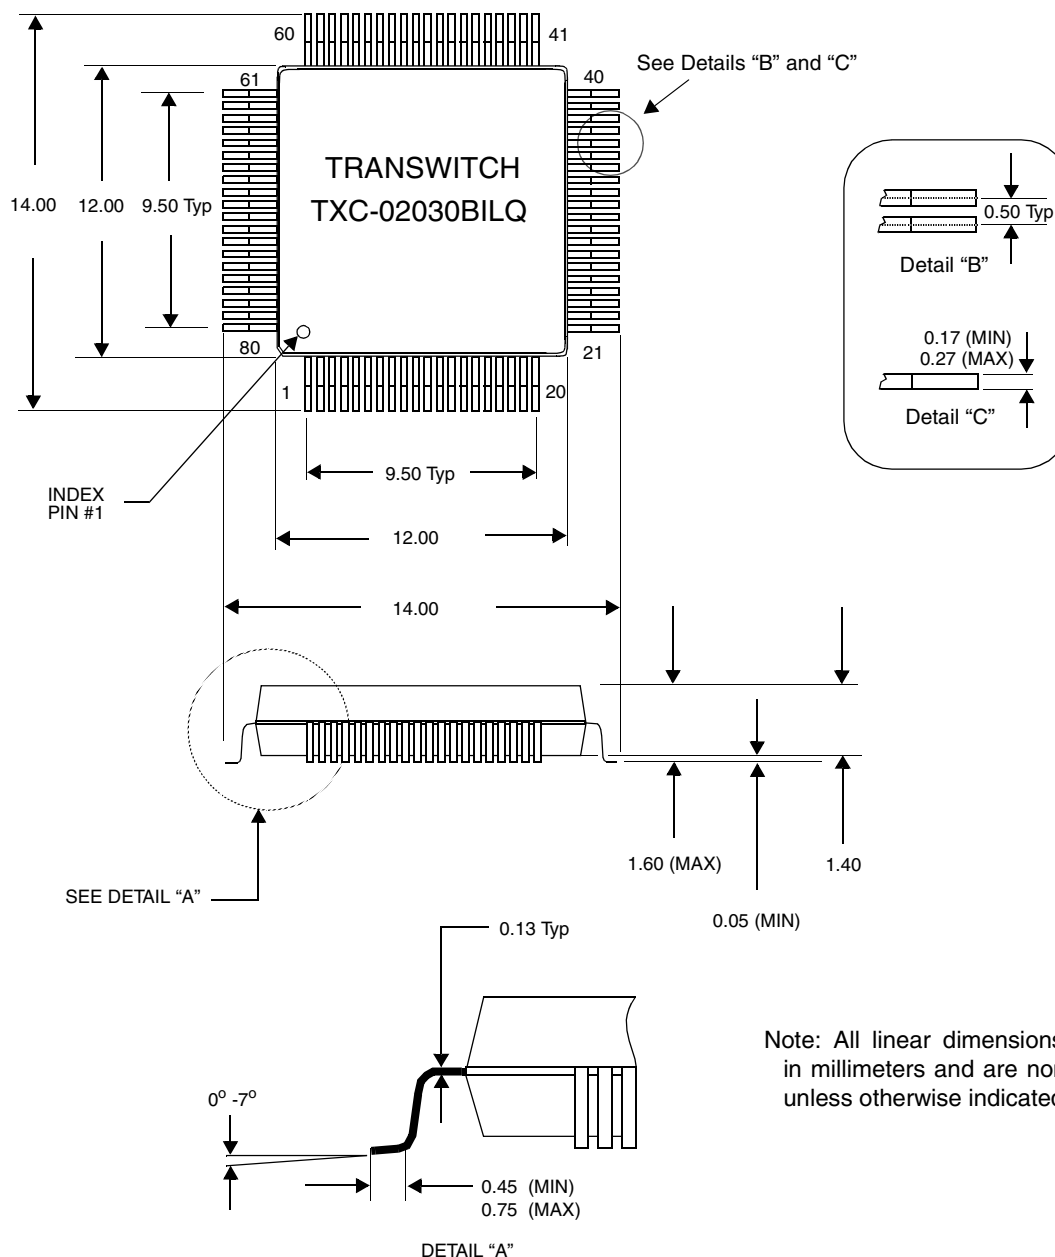 60
41
See Details “B” and “C”
61
40
TRANSWITCH
TXC-02030BILQ
14.00
12.00
9.50 Typ
0.50 Typ
Detail “B”
0.17 (MIN)
0.27 (MAX)
Detail “C”
80
21
1
20
9.50 Typ
INDEX
PIN #1
12.00
14.00
1.60 (MAX)
1.40
SEE DETAIL “A”
0.05 (MIN)
0.13 Typ
Note: All linear dimensions
in millimeters and are
unless otherwise indicated
0° -7°
0.45 (MIN)
0.75 (MAX)
DETAIL “A”